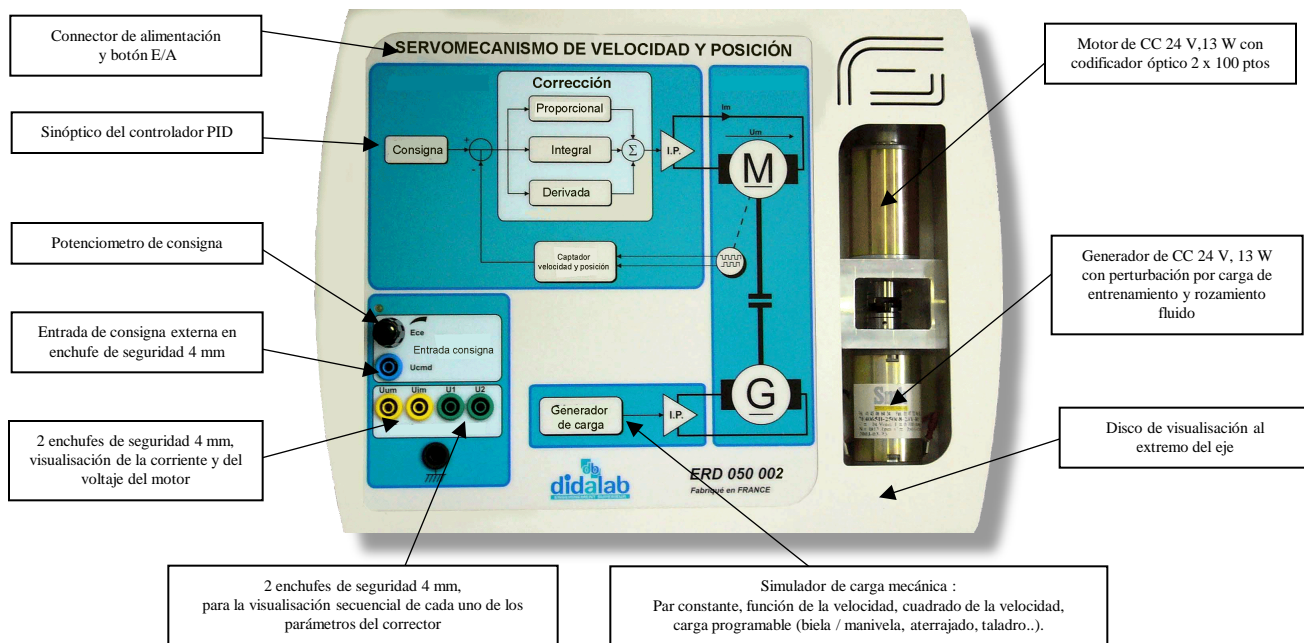 Connector de alimentación
y botón E/A
Sinóptico del controlador PID
Potenciometro de consigna
Entrada de consigna externa en
enchufe de seguridad 4 mm
2 enchufes de seguridad 4 mm,
visualisación de la corriente y del
voltaje del motor
SERVOMECANISMO DE VELOCIDAD Y POSICIÓN
Corrección
Proporcional
Consigna
+
-
Integral
Σ
I.P.
Derivada
Im
Um
M
Captador
velocidad y posición
Ece
Entrada consigna
Ucmd
Uum
Uim
U1
U2
Generador
de carga
I.P.
G
didalab
ERD 050 002
Fabriqué en FRANCE
Motor de CC 24 V,13 W con
codificador óptico 2 x 100 ptos
Generador de CC 24 V, 13 W
con perturbación por carga de
entrenamiento y rozamiento
fluido
Disco de visualisación al
extremo del eje
2 enchufes de seguridad 4 mm,
para la visualisación secuencial de cada uno de los
parámetros del corrector
Simulador de carga mecánica :
Par constante, función de la velocidad, cuadrado de la velocidad,
carga programable (biela / manivela, aterrajado, taladro..).